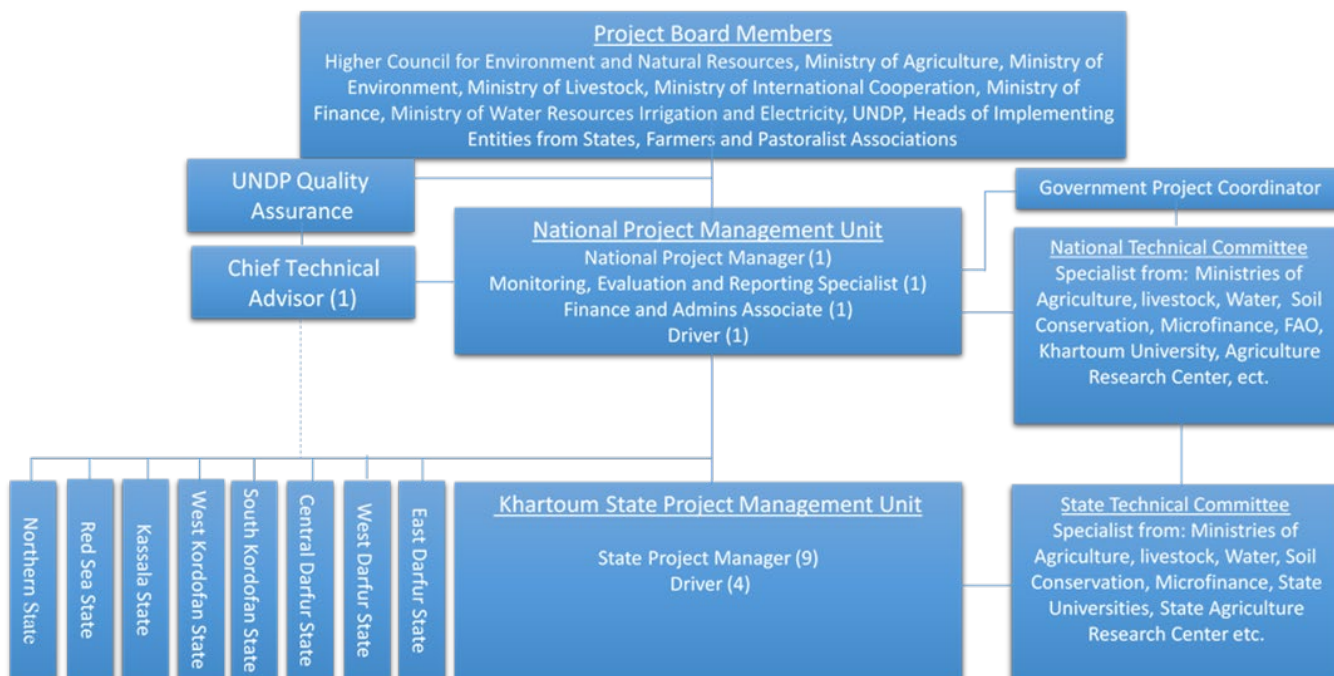 Project Board Members
Higher Council for Environment and Natural Resources, Ministry of Agriculture, Ministry of
Environment, Ministry of Livestock, Ministry of International Cooperation, Ministry of
Finance, Ministry of Water Resources Irrigation and Electricity, UNDP, Heads of Implementing
Entities from States, Farmers and Pastoralist Associations
UNDP Quality
Assurance
Government Project Coordinator
National Project Management Unit
National Project Manager (1)
Monitoring, Evaluation and Reporting Specialist (1)
Finance and Admins Associate (1)
Driver (1)
Chief Technical
Advisor (1)
National Technical Committee
Specialist from: Ministries of
Agriculture, livestock, Water, Soil
Conservation, Microfinance, FAO,
Khartoum University, Agriculture
Research Center, ect.
Northern State
Red Sea State
Kassala State
West Kordofan State
South Kordofan State
Central Darfur State
West Darfur State
East Darfur State
Khartoum State Project Management Unit
State Project Manager (9)
Driver (4)
State Technical Committee
Specialist from: Ministries of
Agriculture, livestock, Water, Soil
Conservation, Microfinance, State
Universities, State Agriculture
Research Center etc.